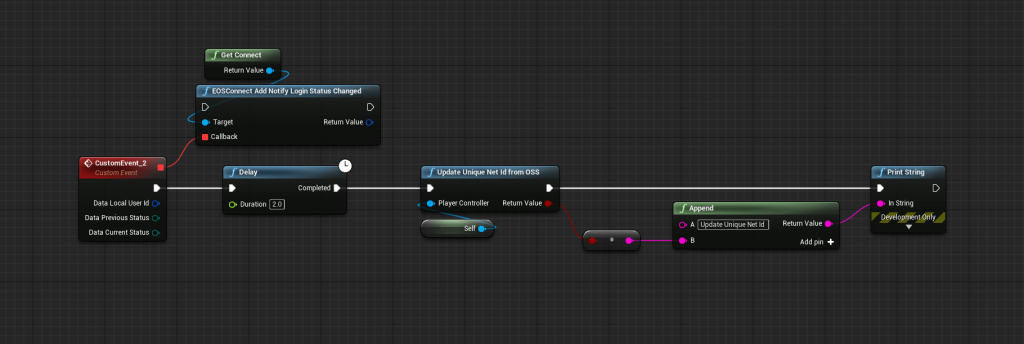 Get Connect
Return Value
EOSConnect Add Notify Login Status Changed
Target
Return Value
Callback
CustomEvent_2
Custom Event
Data Local User Id
Data Previous Status
Data Current Status
Delay
Completed
Duration 2.0
Update Unique Net Id from OSS
Player Controller
Return Value
Self
Append
A Update Unique Net Id
Return Value
B
Add pin
Print String
In String
Development Only